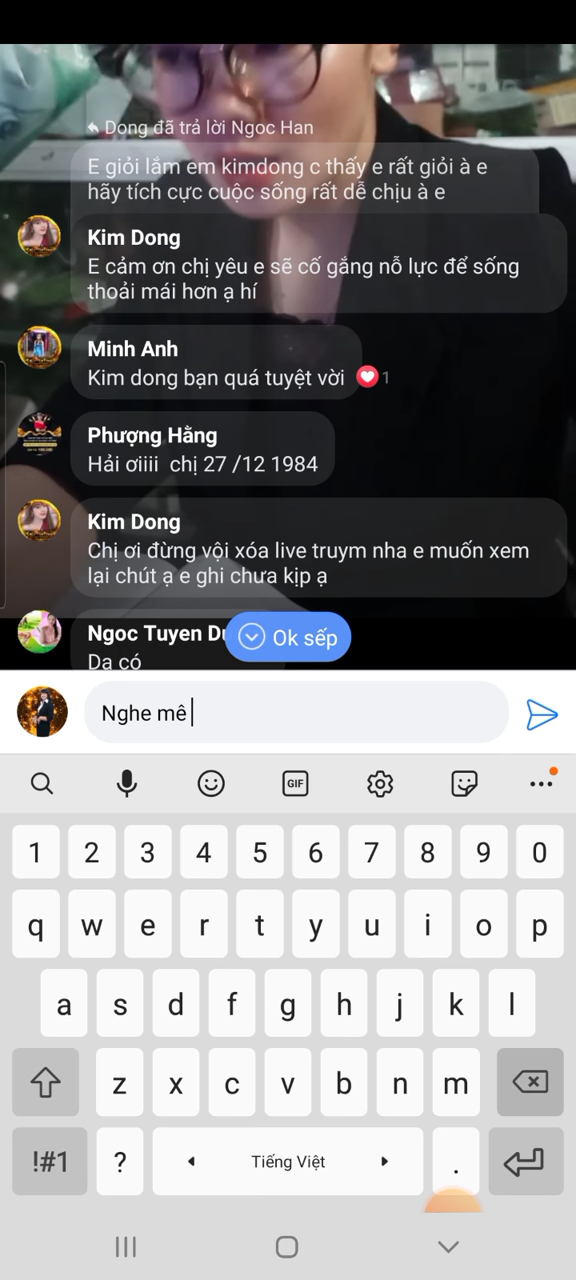 Dong đã trả lời Ngoc Han
E giỏi lắm em kimdong c thấy e rất giỏi à e
hãy tích cực cuộc sống rất dễ chịu à e
Kim Dong
E cảm ơn chị yêu e sẽ cố gắng nỗ lực để sống
thoải mái hơn ạ hí
Minh Anh
Kim dong bạn quá tuyệt vời 1
Phượng Hằng
Hải ơiiii chị 27 /12 1984
Kim Dong
Chị ơi đừng vội xóa live truym nha e muốn xem
lại chút ạ e ghi chưa kịp ạ
Ngoc Tuyen
Ok sếp
Dạ có
Nghe mê
GIF
1 2 3 4 5 6 7 8 9 0
q w e r t y u i o p
a s d f g h j k l
z x c v b n m
!#1 ? Tiếng Việt .